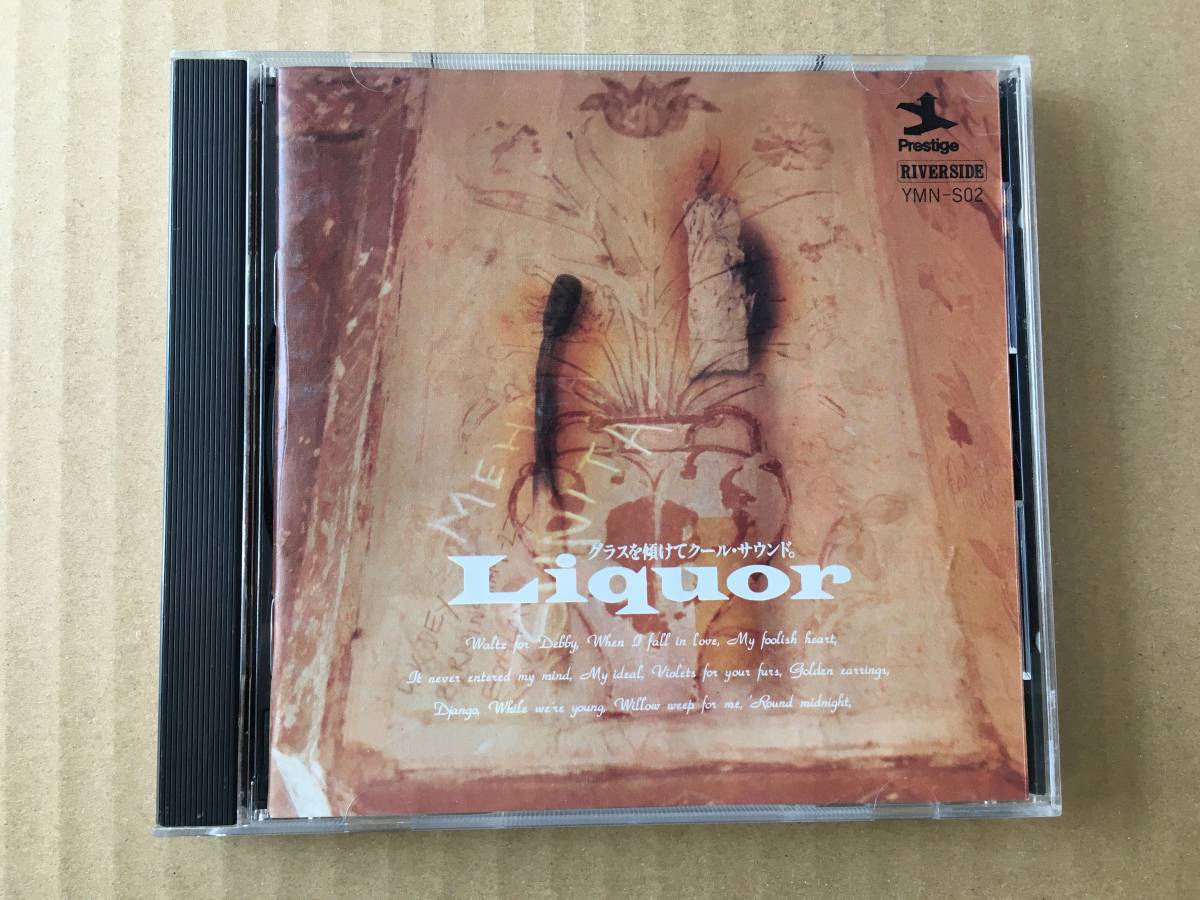 Prestige
RIVERSIDE
YMN-S02
MEH
NITA
グラスを傾けてクール・サウンド。
Liquor
Waltz for Debby, When I fall in love, My foolish heart,
It never entered my mind, My ideal, Violets for your furs, Golden earrings,
Django, While we're young, Willow weep for me, 'Round midnight,